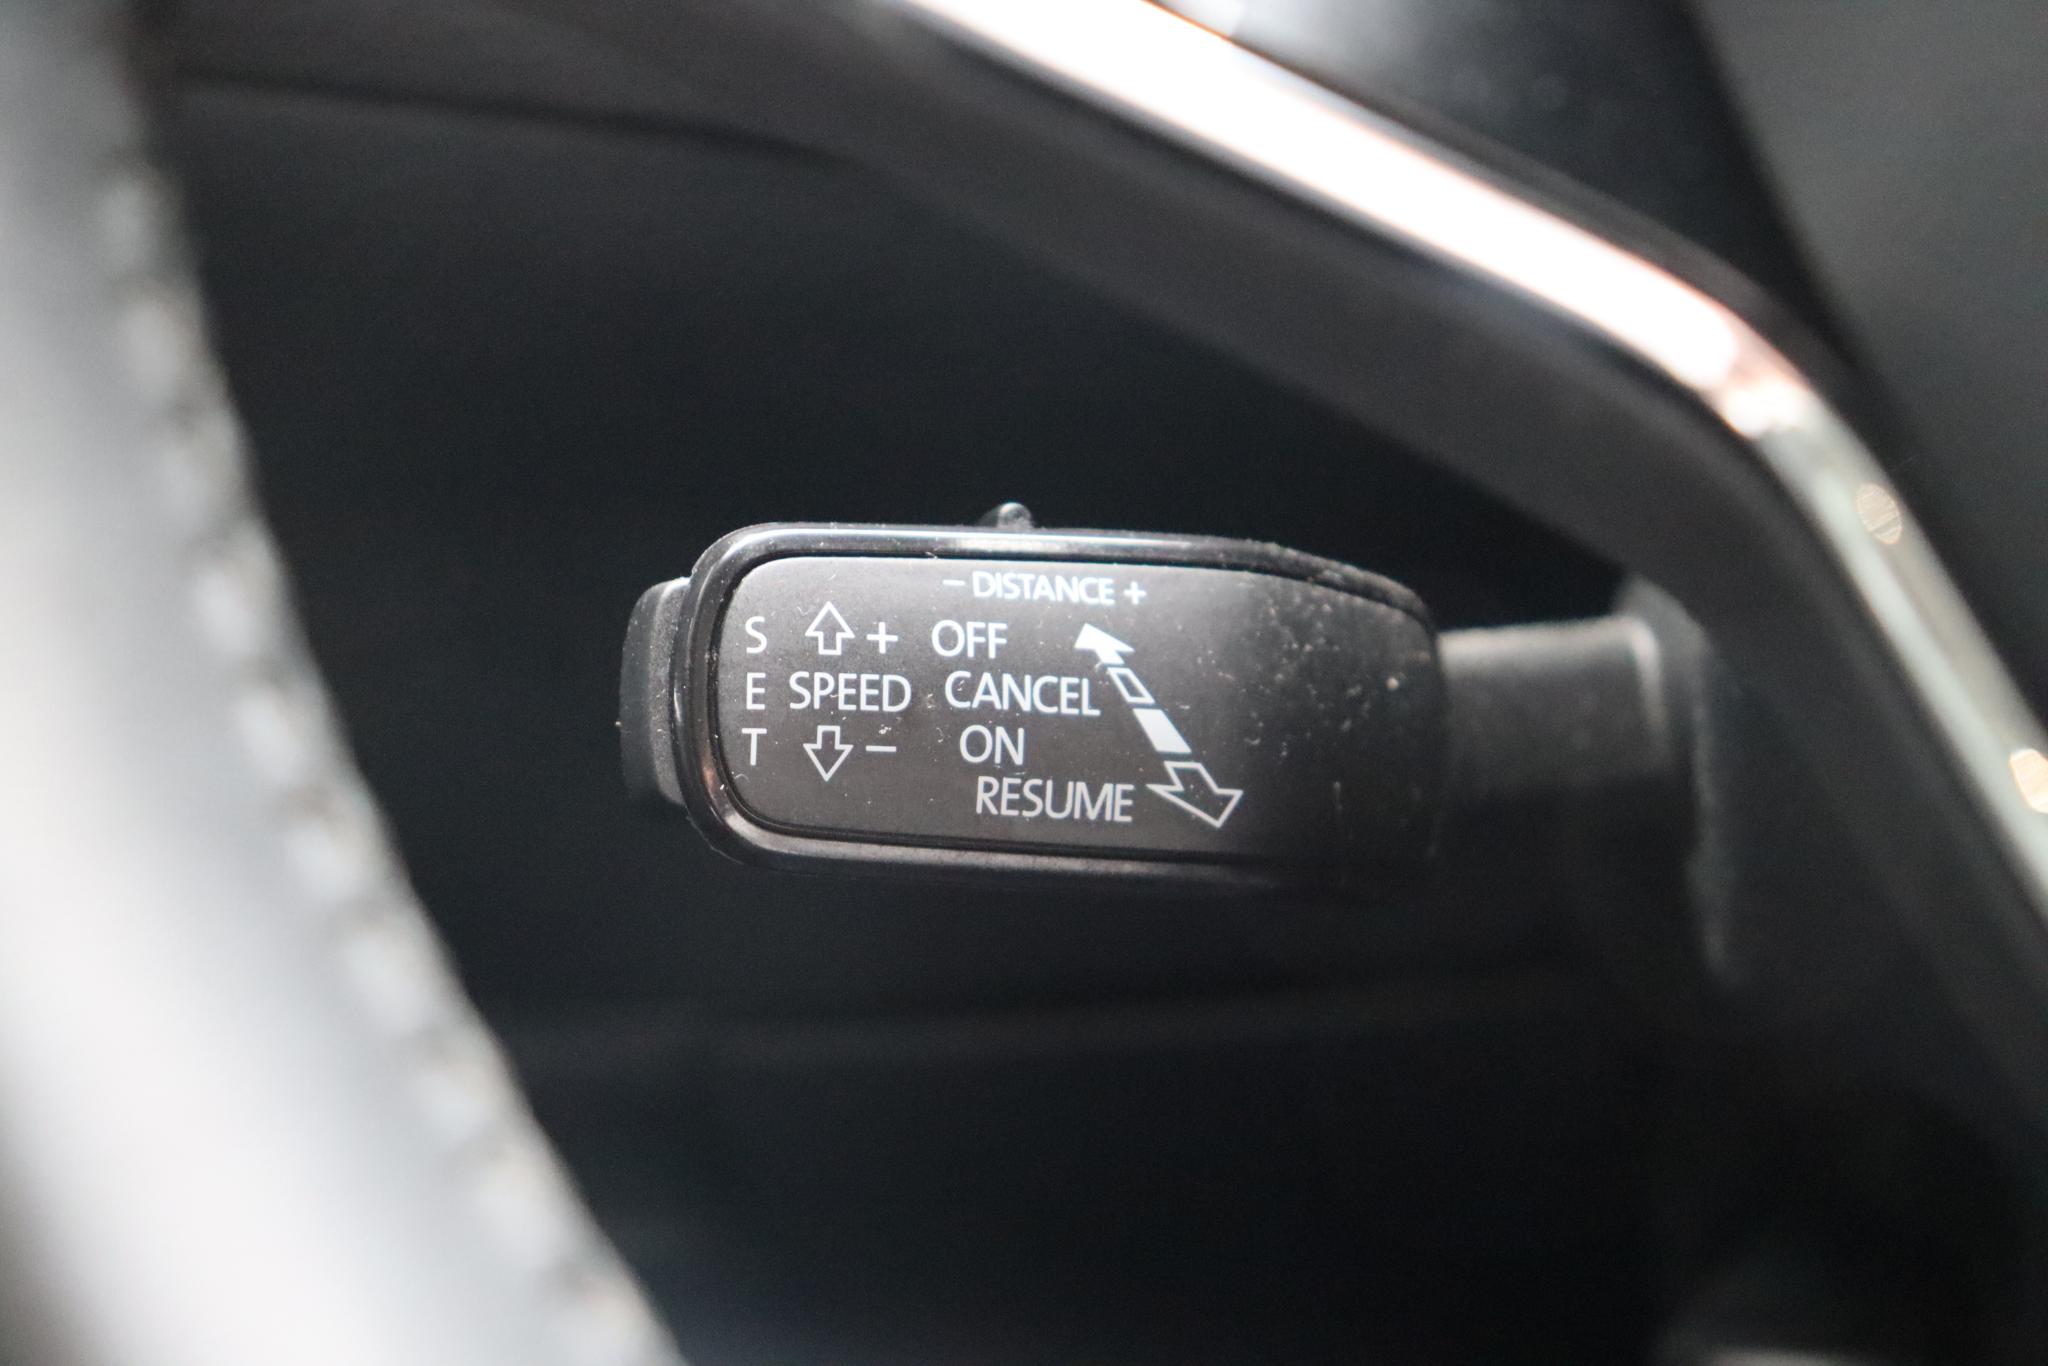 – DISTANCE +
S + OFF
E SPEED CANCEL
T – ON
RESUME